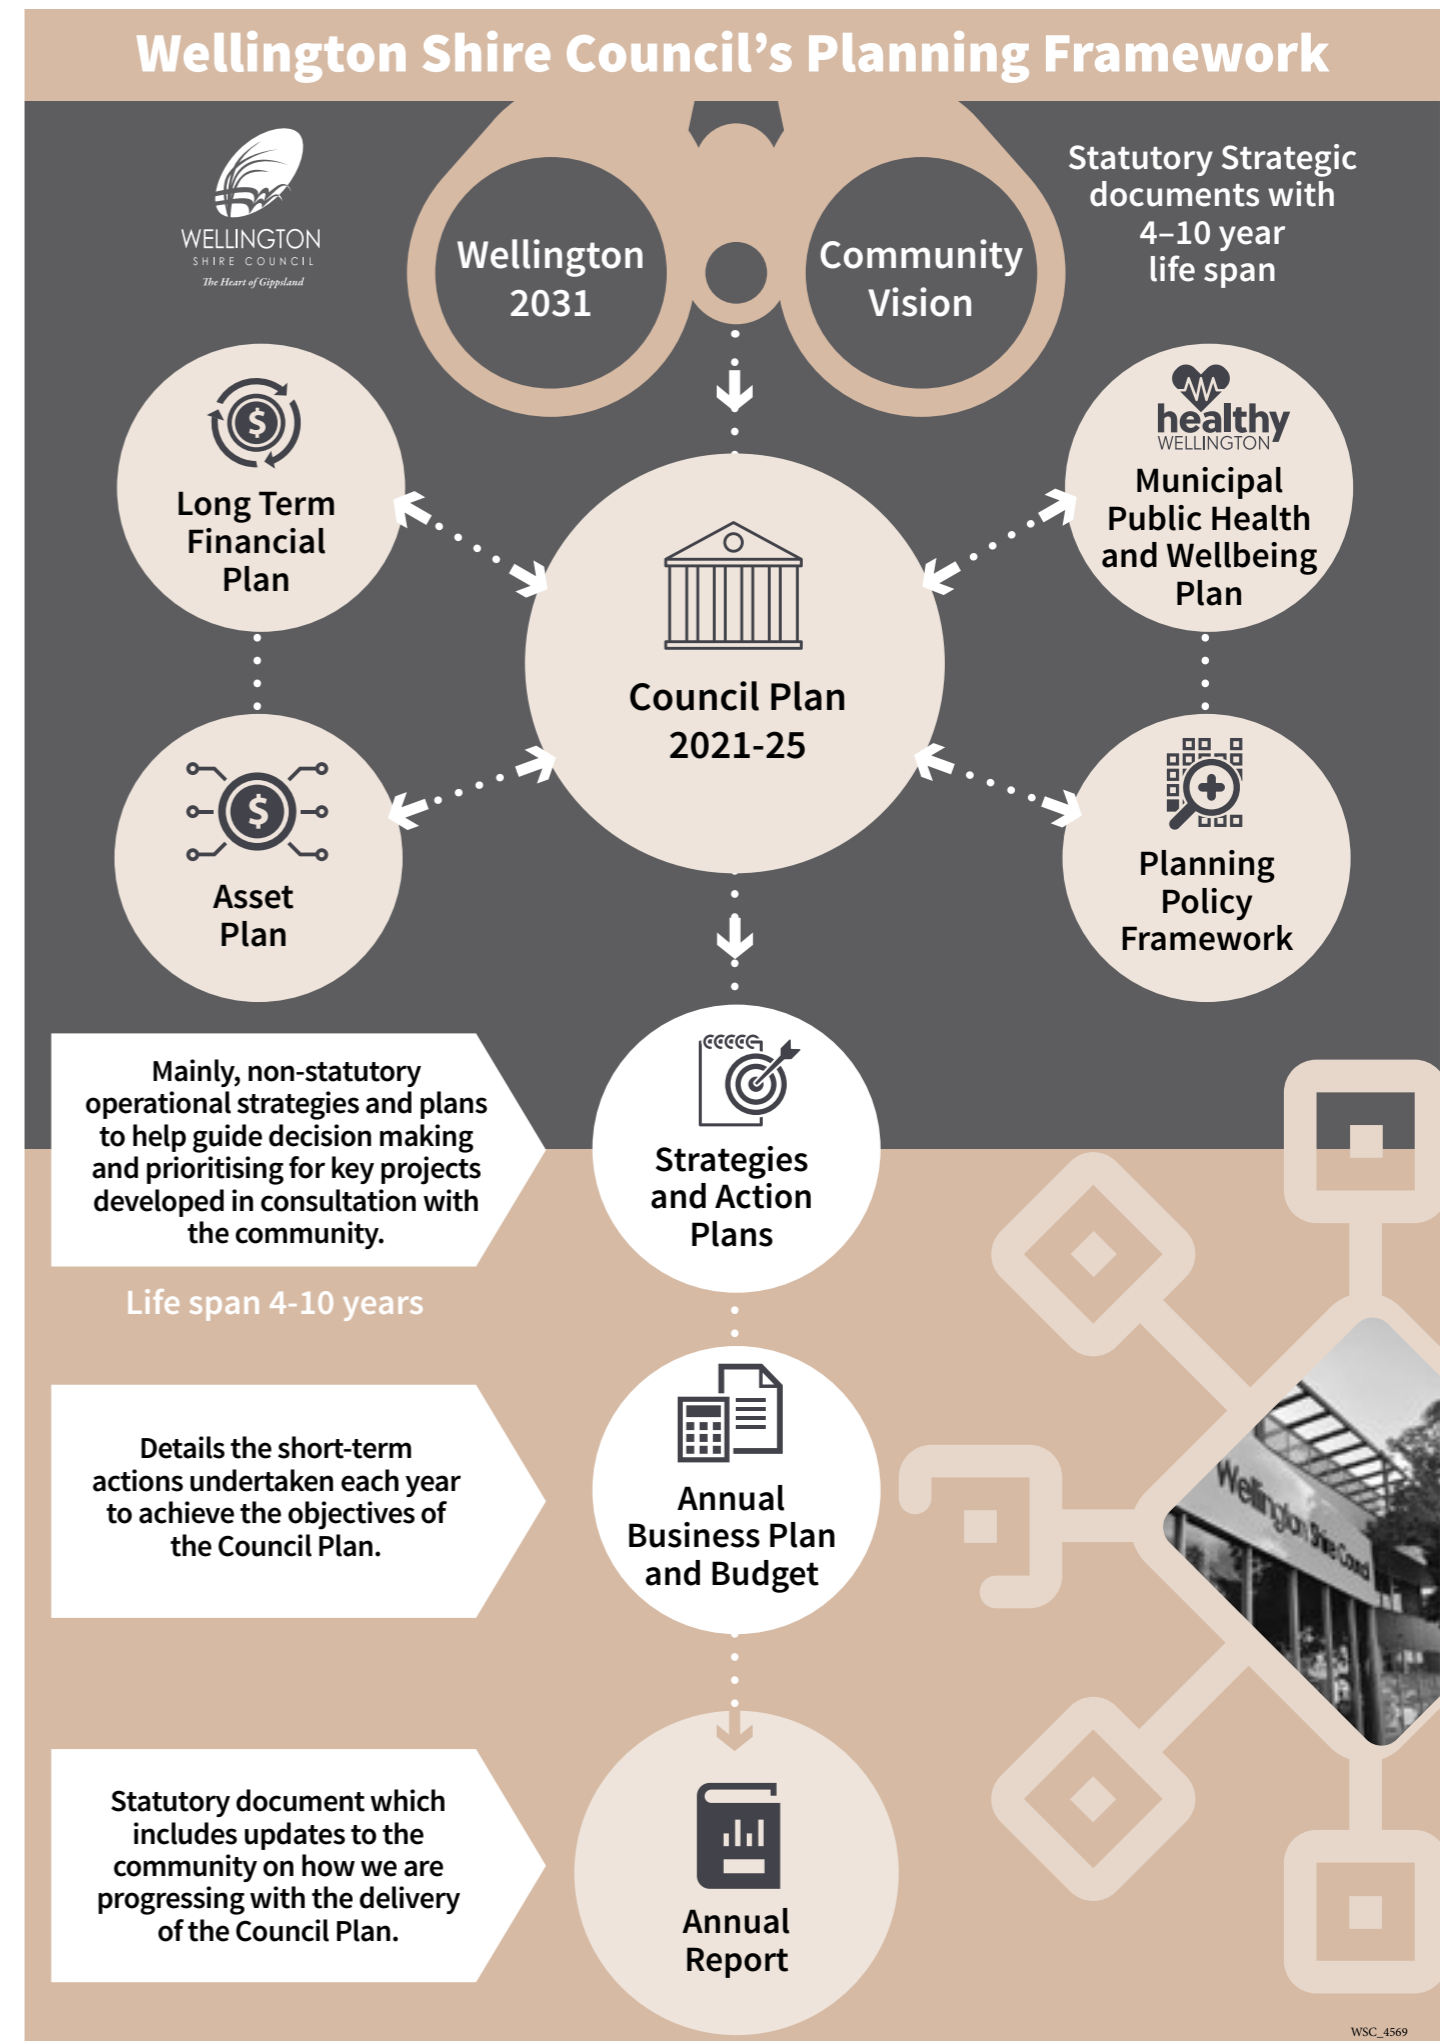 Wellington Shire Council’s Planning Framework
WELLINGTON
SHIRE COUNCIL
The Heart of Gippsland
Wellington
2031
Community
Vision
Statutory Strategic
documents with
4–10 year
life span
$
Long Term
Financial
Plan
healthy
WELLINGTON
Municipal
Public Health
and Wellbeing
Plan
Council Plan
2021-25
$
Asset
Plan
Planning
Policy
Framework
Mainly, non-statutory
operational strategies and plans
to help guide decision making
and prioritising for key projects
developed in consultation with
the community.
Life span 4-10 years
Strategies
and Action
Plans
Details the short-term
actions undertaken each year
to achieve the objectives of
the Council Plan.
Annual
Business Plan
and Budget
Wellington Shire Council
Statutory document which
includes updates to the
community on how we are
progressing with the delivery
of the Council Plan.
Annual
Report
WSC_4569